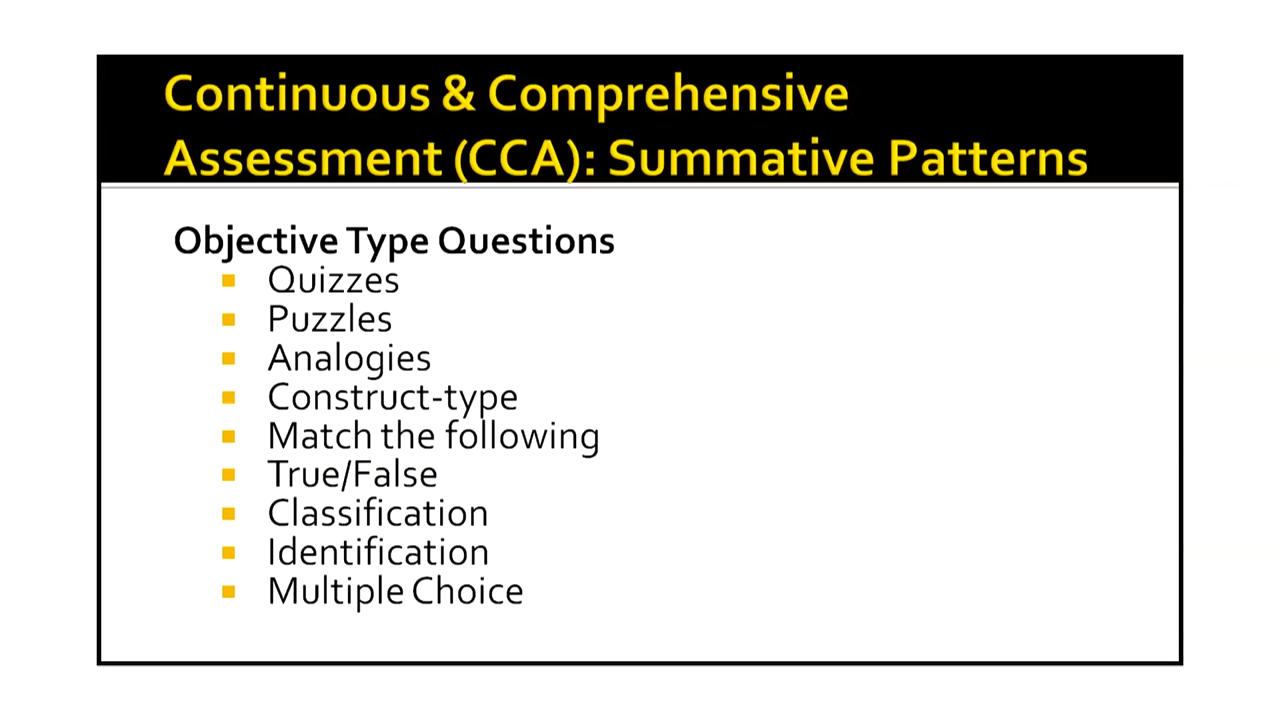 Continuous & Comprehensive
Assessment (CCA): Summative Patterns
Objective Type Questions
Quizzes
Puzzles
Analogies
Construct-type
Match the following
True/False
Classification
Identification
Multiple Choice